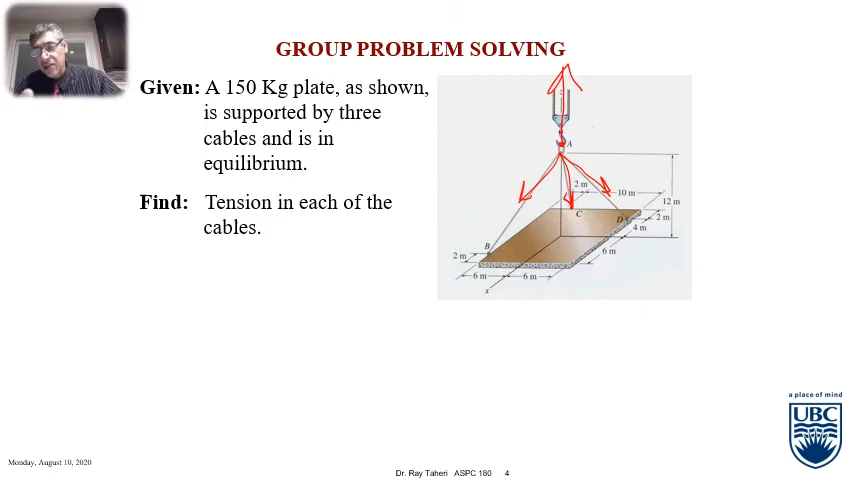 GROUP PROBLEM SOLVING
Given: A 150 Kg plate, as shown,
is supported by three
cables and is in
equilibrium.
Find: Tension in each of the
cables.
z
A
2 m
10 m
12 m
C
D
2 m
4 m
B
2 m
6 m
6 m
6 m
x
a place of mind
UBC
Monday, August 10, 2020
Dr. Ray Taheri ASPC 180 4